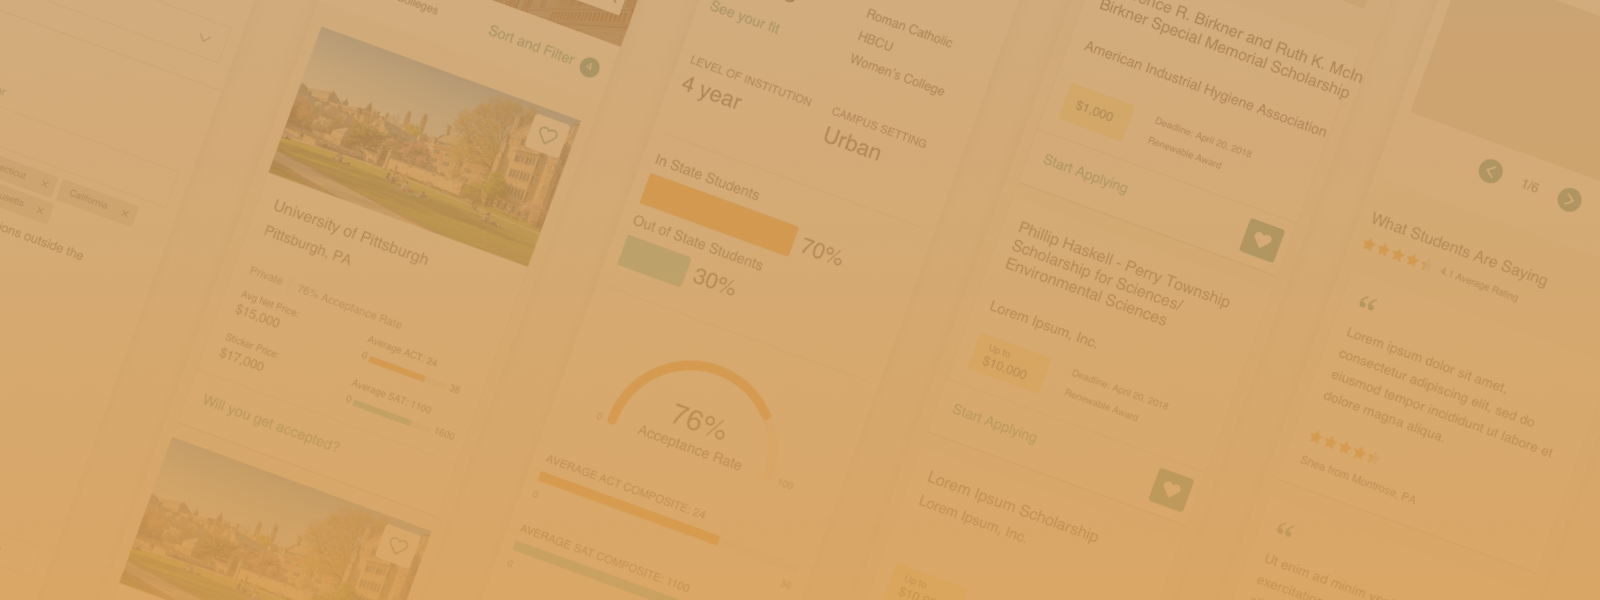 Connecticut
California
ons outside the
Colleges
Sort and Filter 4
University of Pittsburgh
Pittsburgh, PA
Private 76% Acceptance Rate
Avg Net Price:
$15,000
Sticker Price:
$17,000
Average ACT: 24
0 36
Average SAT: 1100
0 1600
Will you get accepted?
See your fit
Roman Catholic
HBCU
Women's College
LEVEL OF INSTITUTION
4 year
CAMPUS SETTING
Urban
In State Students
70%
Out of State Students
30%
76%
Acceptance Rate
0 100
AVERAGE ACT COMPOSITE: 24
0 36
AVERAGE SAT COMPOSITE: 1100
0
ence R. Birkner and Ruth K. McIn
Birkner Special Memorial Scholarship
American Industrial Hygiene Association
$1,000
Deadline: April 20, 2018
Renewable Award
Start Applying
Phillip Haskell - Perry Township
Scholarship for Sciences/
Environmental Sciences
Lorem Ipsum, Inc.
Up to
$10,000
Deadline: April 20, 2018
Renewable Award
Start Applying
Lorem Ipsum Scholarship
Lorem Ipsum, Inc.
Up to
$10,00
1/6
What Students Are Saying
4.1 Average Rating
“
Lorem ipsum dolor sit amet,
consectetur adipiscing elit, sed do
eiusmod tempor incididunt ut labore et
dolore magna aliqua.
Shea from Montrose, PA
“
Ut enim ad minim ven
exercitation